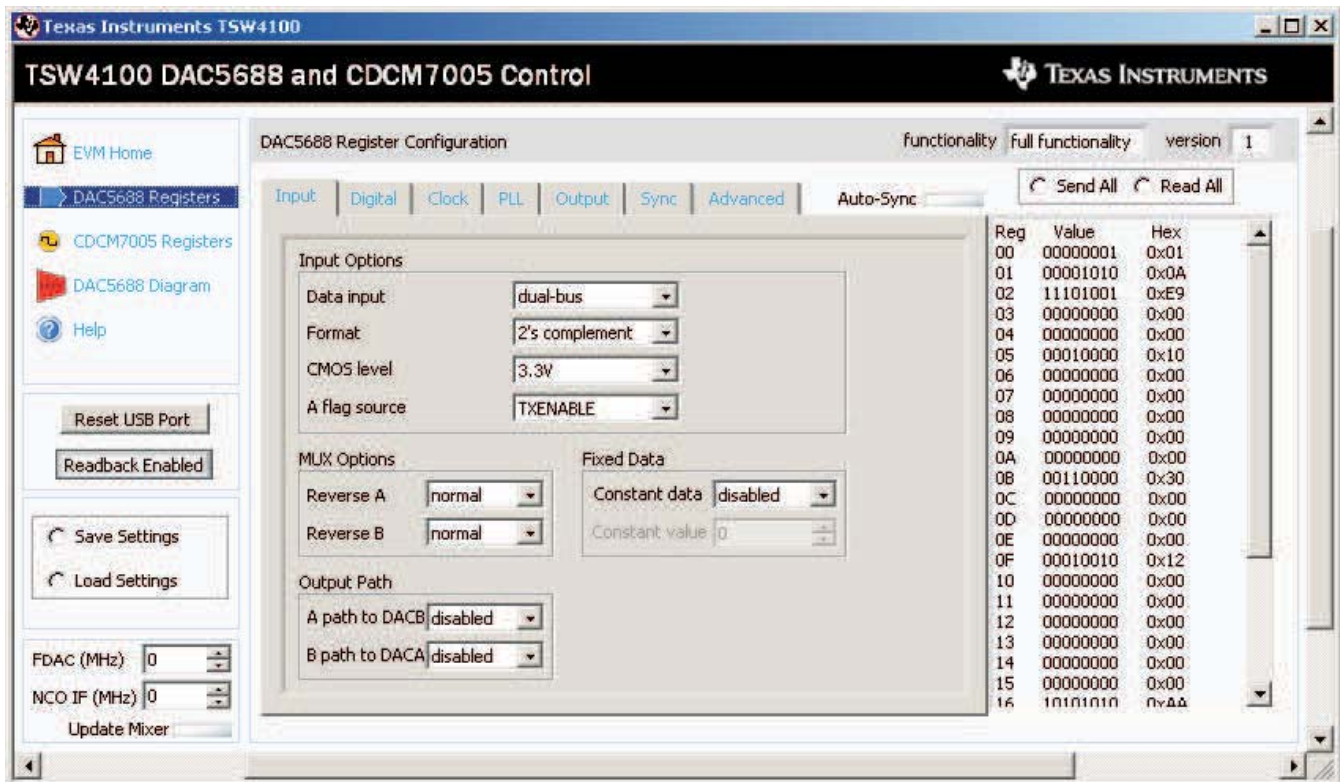 Texas Instruments TSW4100
TSW4100 DAC5688 and CDCM7005 Control
TEXAS INSTRUMENTS
EVM Home
DAC5688 Registers
CDCM7005 Registers
DAC5688 Diagram
Help
Reset USB Port
Readback Enabled
Save Settings
Load Settings
FDAC (MHz) 0
NCO IF (MHz) 0
Update Mixer
DAC5688 Register Configuration
functionality full functionality version 1
Input Digital Clock PLL Output Sync Advanced Auto-Sync
Send All Read All
Input Options
Data input dual-bus
Format 2's complement
CMOS level 3.3V
A flag source TXENABLE
MUX Options
Reverse A normal
Reverse B normal
Fixed Data
Constant data disabled
Constant value 0
Output Path
A path to DACB disabled
B path to DACA disabled
Reg Value Hex
00 00000001 0x01
01 00001010 0x0A
02 11101001 0xE9
03 00000000 0x00
04 00000000 0x00
05 00010000 0x10
06 00000000 0x00
07 00000000 0x00
08 00000000 0x00
09 00000000 0x00
0A 00000000 0x00
0B 00110000 0x30
0C 00000000 0x00
0D 00000000 0x00
0E 00000000 0x00
0F 00010010 0x12
10 00000000 0x00
11 00000000 0x00
12 00000000 0x00
13 00000000 0x00
14 00000000 0x00
15 00000000 0x00
16 10101010 0xAA